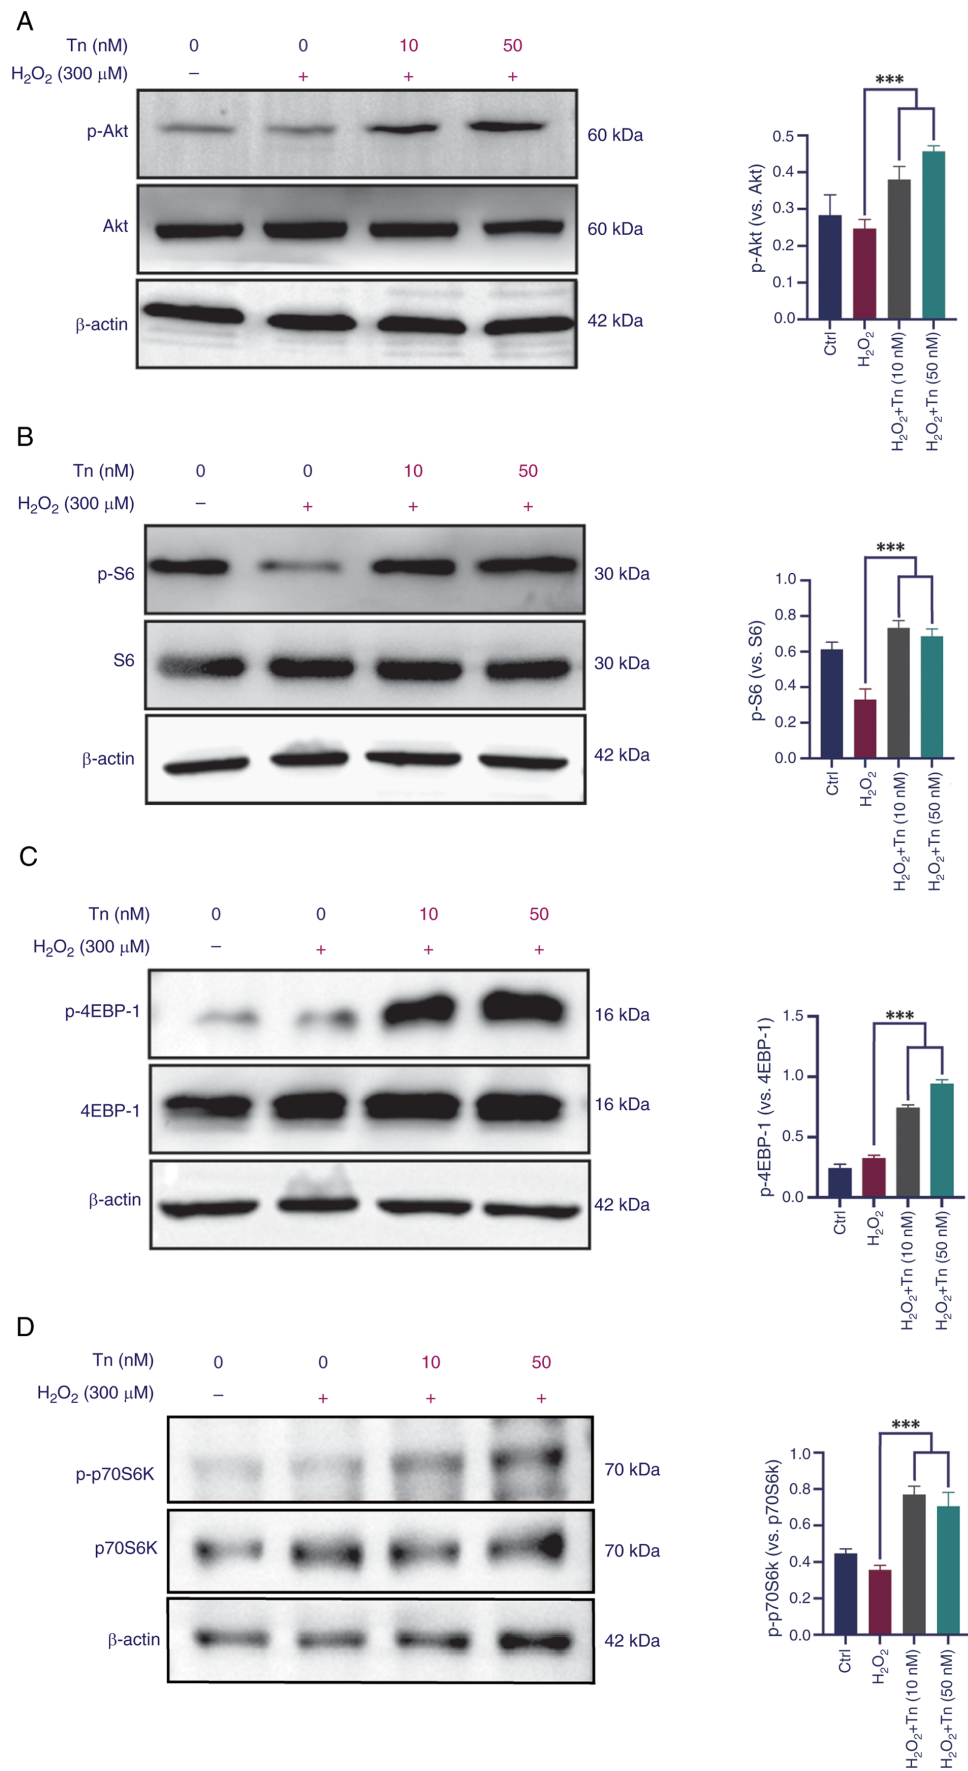 A
Tn (nM) 0 0 10 50
H₂O₂ (300 μM) – + + +
p-Akt 60 kDa
Akt 60 kDa
β-actin 42 kDa
***
p-Akt (vs. Akt)
0.5
0.4
0.3
0.2
0.1
0.0
Ctrl
H₂O₂
H₂O₂+Tn (10 nM)
H₂O₂+Tn (50 nM)
B
Tn (nM) 0 0 10 50
H₂O₂ (300 μM) – + + +
p-S6 30 kDa
S6 30 kDa
β-actin 42 kDa
***
p-S6 (vs. S6)
1.0
0.8
0.6
0.4
0.2
0.0
Ctrl
H₂O₂
H₂O₂+Tn (10 nM)
H₂O₂+Tn (50 nM)
C
Tn (nM) 0 0 10 50
H₂O₂ (300 μM) – + + +
p-4EBP-1 16 kDa
4EBP-1 16 kDa
β-actin 42 kDa
***
p-4EBP-1 (vs. 4EBP-1)
1.5
1.0
0.5
0.0
Ctrl
H₂O₂
H₂O₂+Tn (10 nM)
H₂O₂+Tn (50 nM)
D
Tn (nM) 0 0 10 50
H₂O₂ (300 μM) – + + +
p-p70S6K 70 kDa
p70S6K 70 kDa
β-actin 42 kDa
***
p-p70S6k (vs. p70S6k)
1.0
0.8
0.6
0.4
0.2
0.0
Ctrl
H₂O₂
H₂O₂+Tn (10 nM)
H₂O₂+Tn (50 nM)